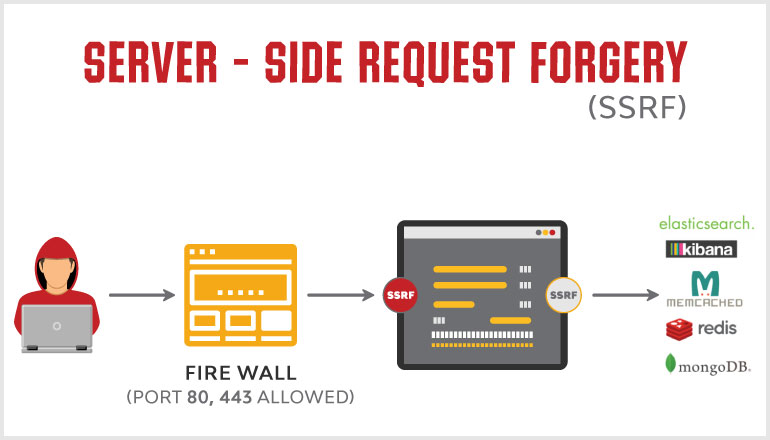 SERVER - SIDE REQUEST FORGERY
(SSRF)
elasticsearch.
kibana
SSRF
SSRF
MEMCACHED
redis
FIRE WALL
mongoDB.
(PORT 80, 443 ALLOWED)